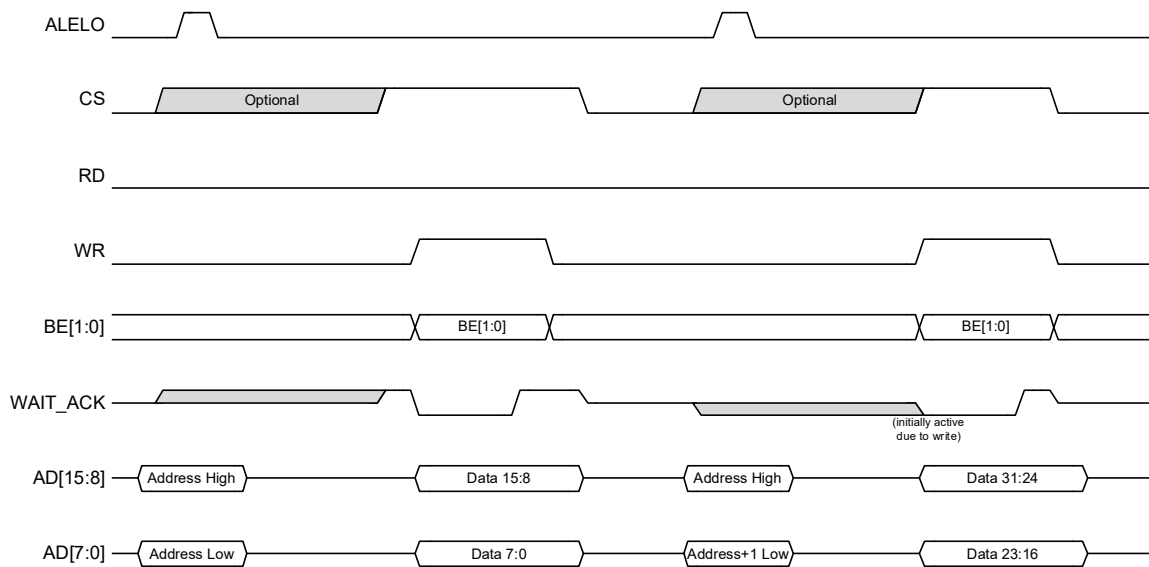 ALELO
CS
Optional
Optional
RD
WR
BE[1:0]
BE[1:0]
BE[1:0]
WAIT_ACK
(initially active
due to write)
AD[15:8]
Address High
Data 15:8
Address High
Data 31:24
AD[7:0]
Address Low
Data 7:0
Address+1 Low
Data 23:16